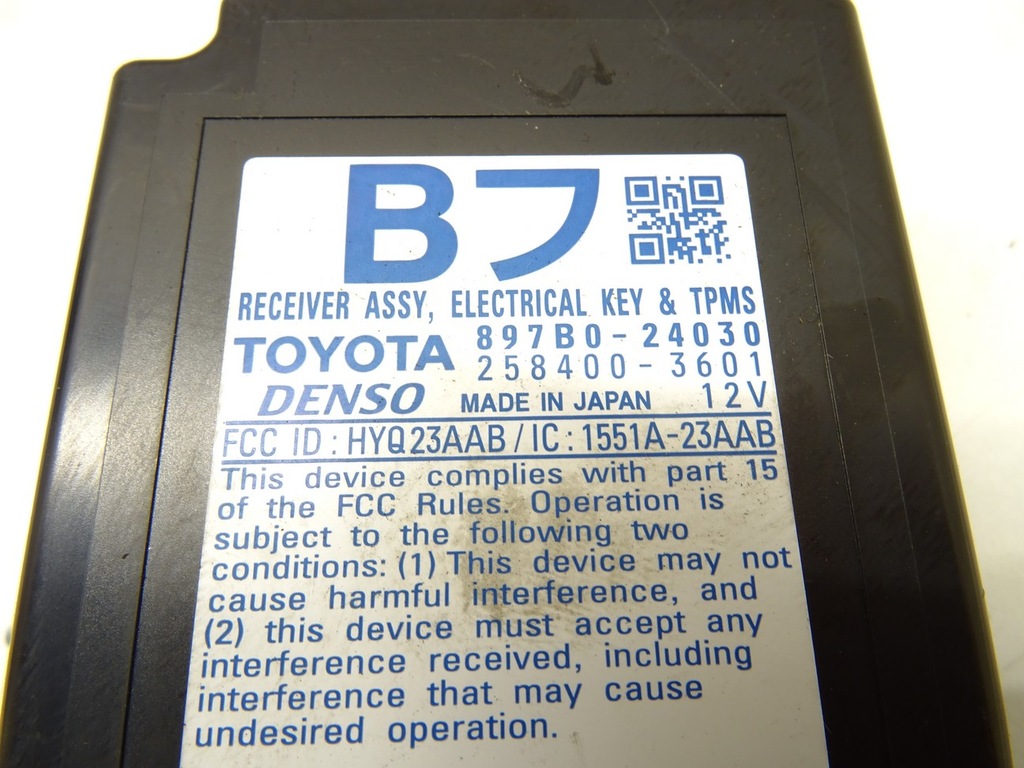 Bフ
RECEIVER ASSY, ELECTRICAL KEY & TPMS
TOYOTA 897B0-24030
258400-3601
DENSO MADE IN JAPAN 12V
FCC ID: HYQ23AAB/IC: 1551A-23AAB
This device complies with part 15
of the FCC Rules. Operation is
subject to the following two
conditions: (1) This device may not
cause harmful interference, and
(2) this device must accept any
interference received, including
interference that may cause
undesired operation.